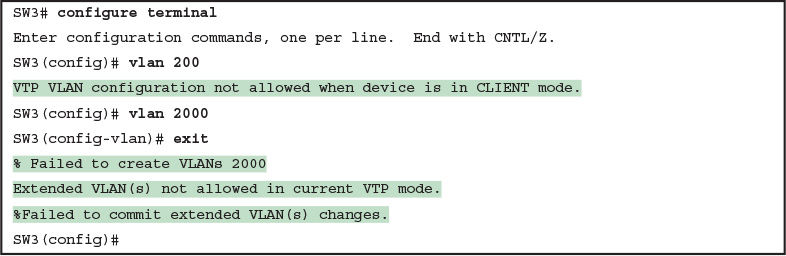 SW3# configure terminal
Enter configuration commands, one per line.  End with CNTL/Z.
SW3(config)# vlan 200
VTP VLAN configuration not allowed when device is in CLIENT mode.
SW3(config)# vlan 2000
SW3(config-vlan)# exit
% Failed to create VLANs 2000
Extended VLAN(s) not allowed in current VTP mode.
%Failed to commit extended VLAN(s) changes.
SW3(config)#